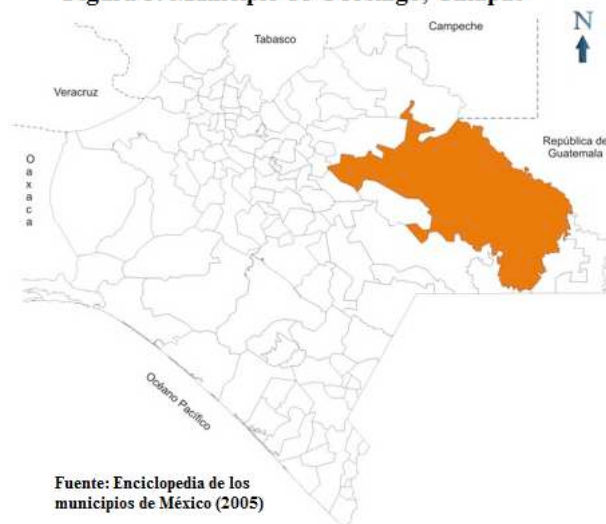 Tabasco
Campeche
N
Veracruz
República de
Guatemala
O
a
x
a
c
a
Océano Pacífico
Fuente: Enciclopedia de los
municipios de México (2005)